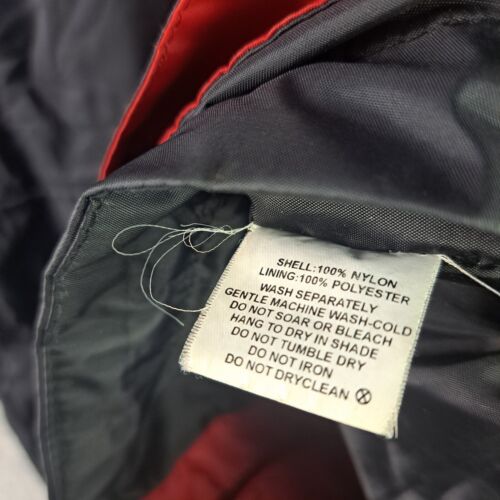 SHELL:100% NYLON
LINING:100% POLYESTER
WASH SEPARATELY
GENTLE MACHINE WASH-COLD
DO NOT SOAR OR BLEACH
HANG TO DRY IN SHADE
DO NOT TUMBLE DRY
DO NOT IRON
DO NOT DRYCLEAN